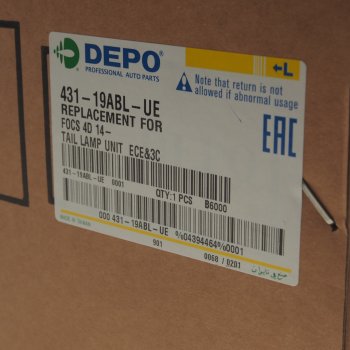 DEPO®
PROFESSIONAL AUTO PARTS
←L
Note that return is not
allowed if abnormal usage
431-19ABL-UE
REPLACEMENT FOR
FOCS 4D 14-
TAIL LAMP UNIT ECE&3C
EAC
431-19ABL-UE 0001
QTY:1 PCS B6000
000 431-19ABL-UE %04394464%0001
MADE IN TAIWAN
901
0068 / 0203